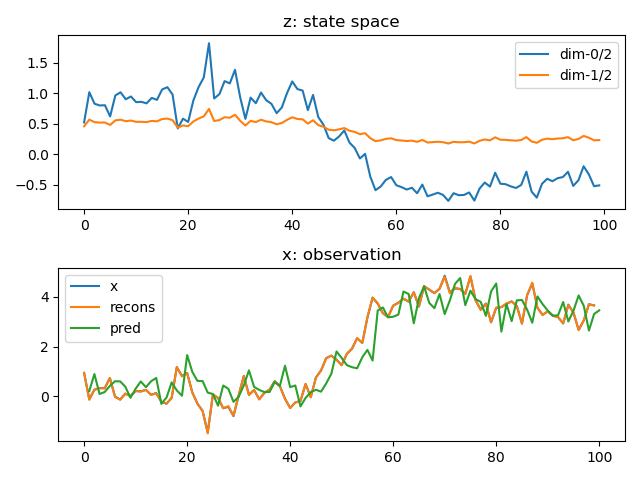 z: state space
dim-0/2
dim-1/2
1.5
1.0
0.5
0.0
−0.5
0 20 40 60 80 100
x: observation
x
recons
pred
4
2
0
0 20 40 60 80 100